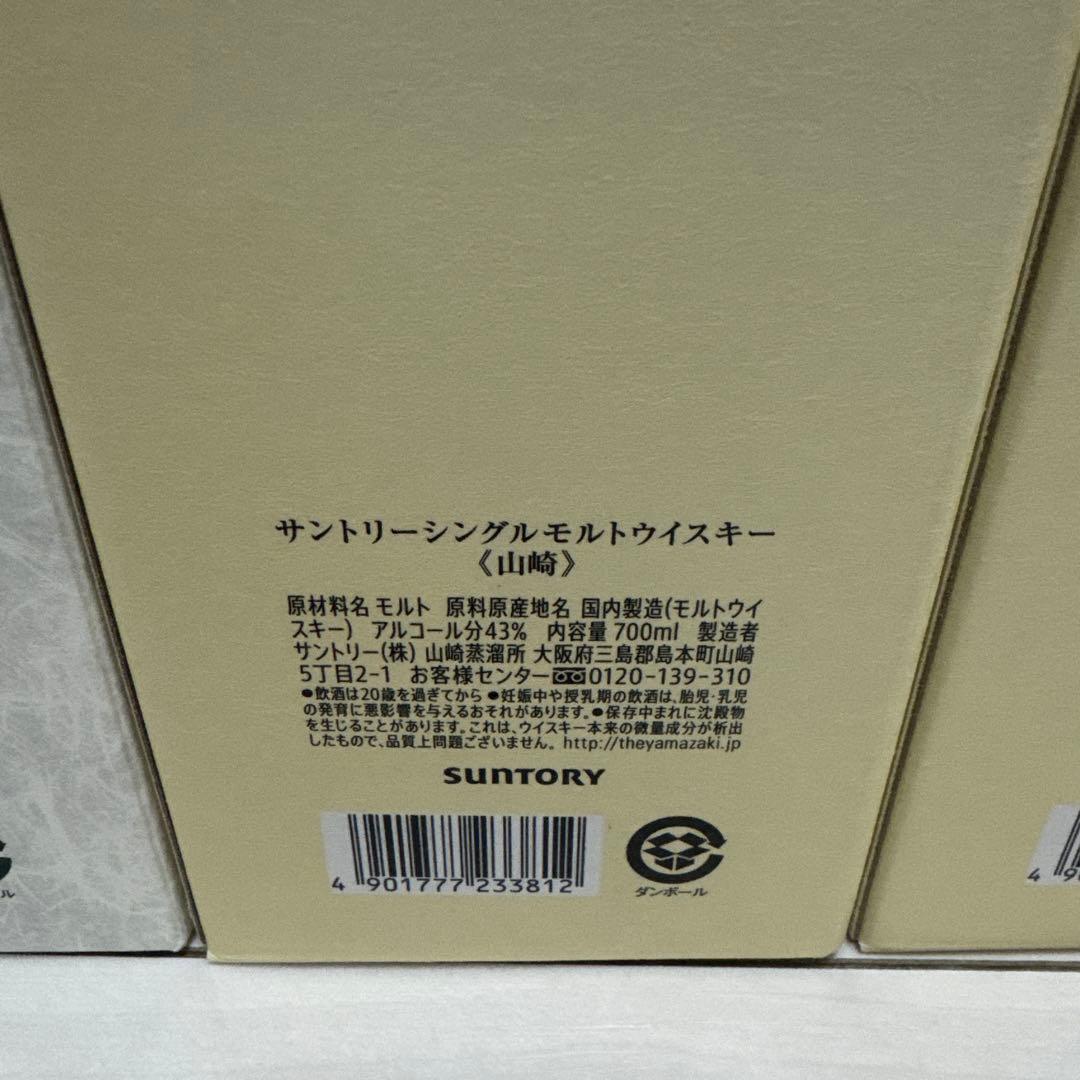 サントリーシングルモルトウイスキー
《山崎》
原材料名 モルト 原料原産地名 国内製造(モルトウイ
スキー) アルコール分43% 内容量 700ml 製造者
サントリー(株) 山崎蒸溜所 大阪府三島郡島本町山崎
5丁目2-1 お客様センター 0120-139-310
●飲酒は20歳を過ぎてから ●妊娠中や授乳期の飲酒は、胎児・乳児
の発育に悪影響を与えるおそれがあります。●保存中まれに沈殿物
を生じることがあります。これは、ウイスキー本来の微量成分が析出
したもので、品質上問題ございません。 http://theyamazaki.jp
SUNTORY
4 901777 233812
ダンボール
ル
4 9